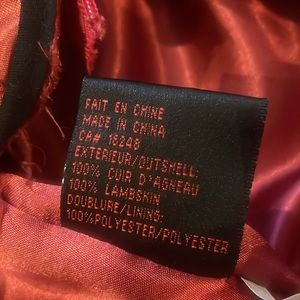 FAIT EN CHINE
MADE IN CHINA
CA# 16248
EXTERIEUR/OUTSHELL:
100% CUIR D'AGNEAU
100% LAMBSKIN
DOUBLURE/LINING:
100%POLYESTER/POLYESTER